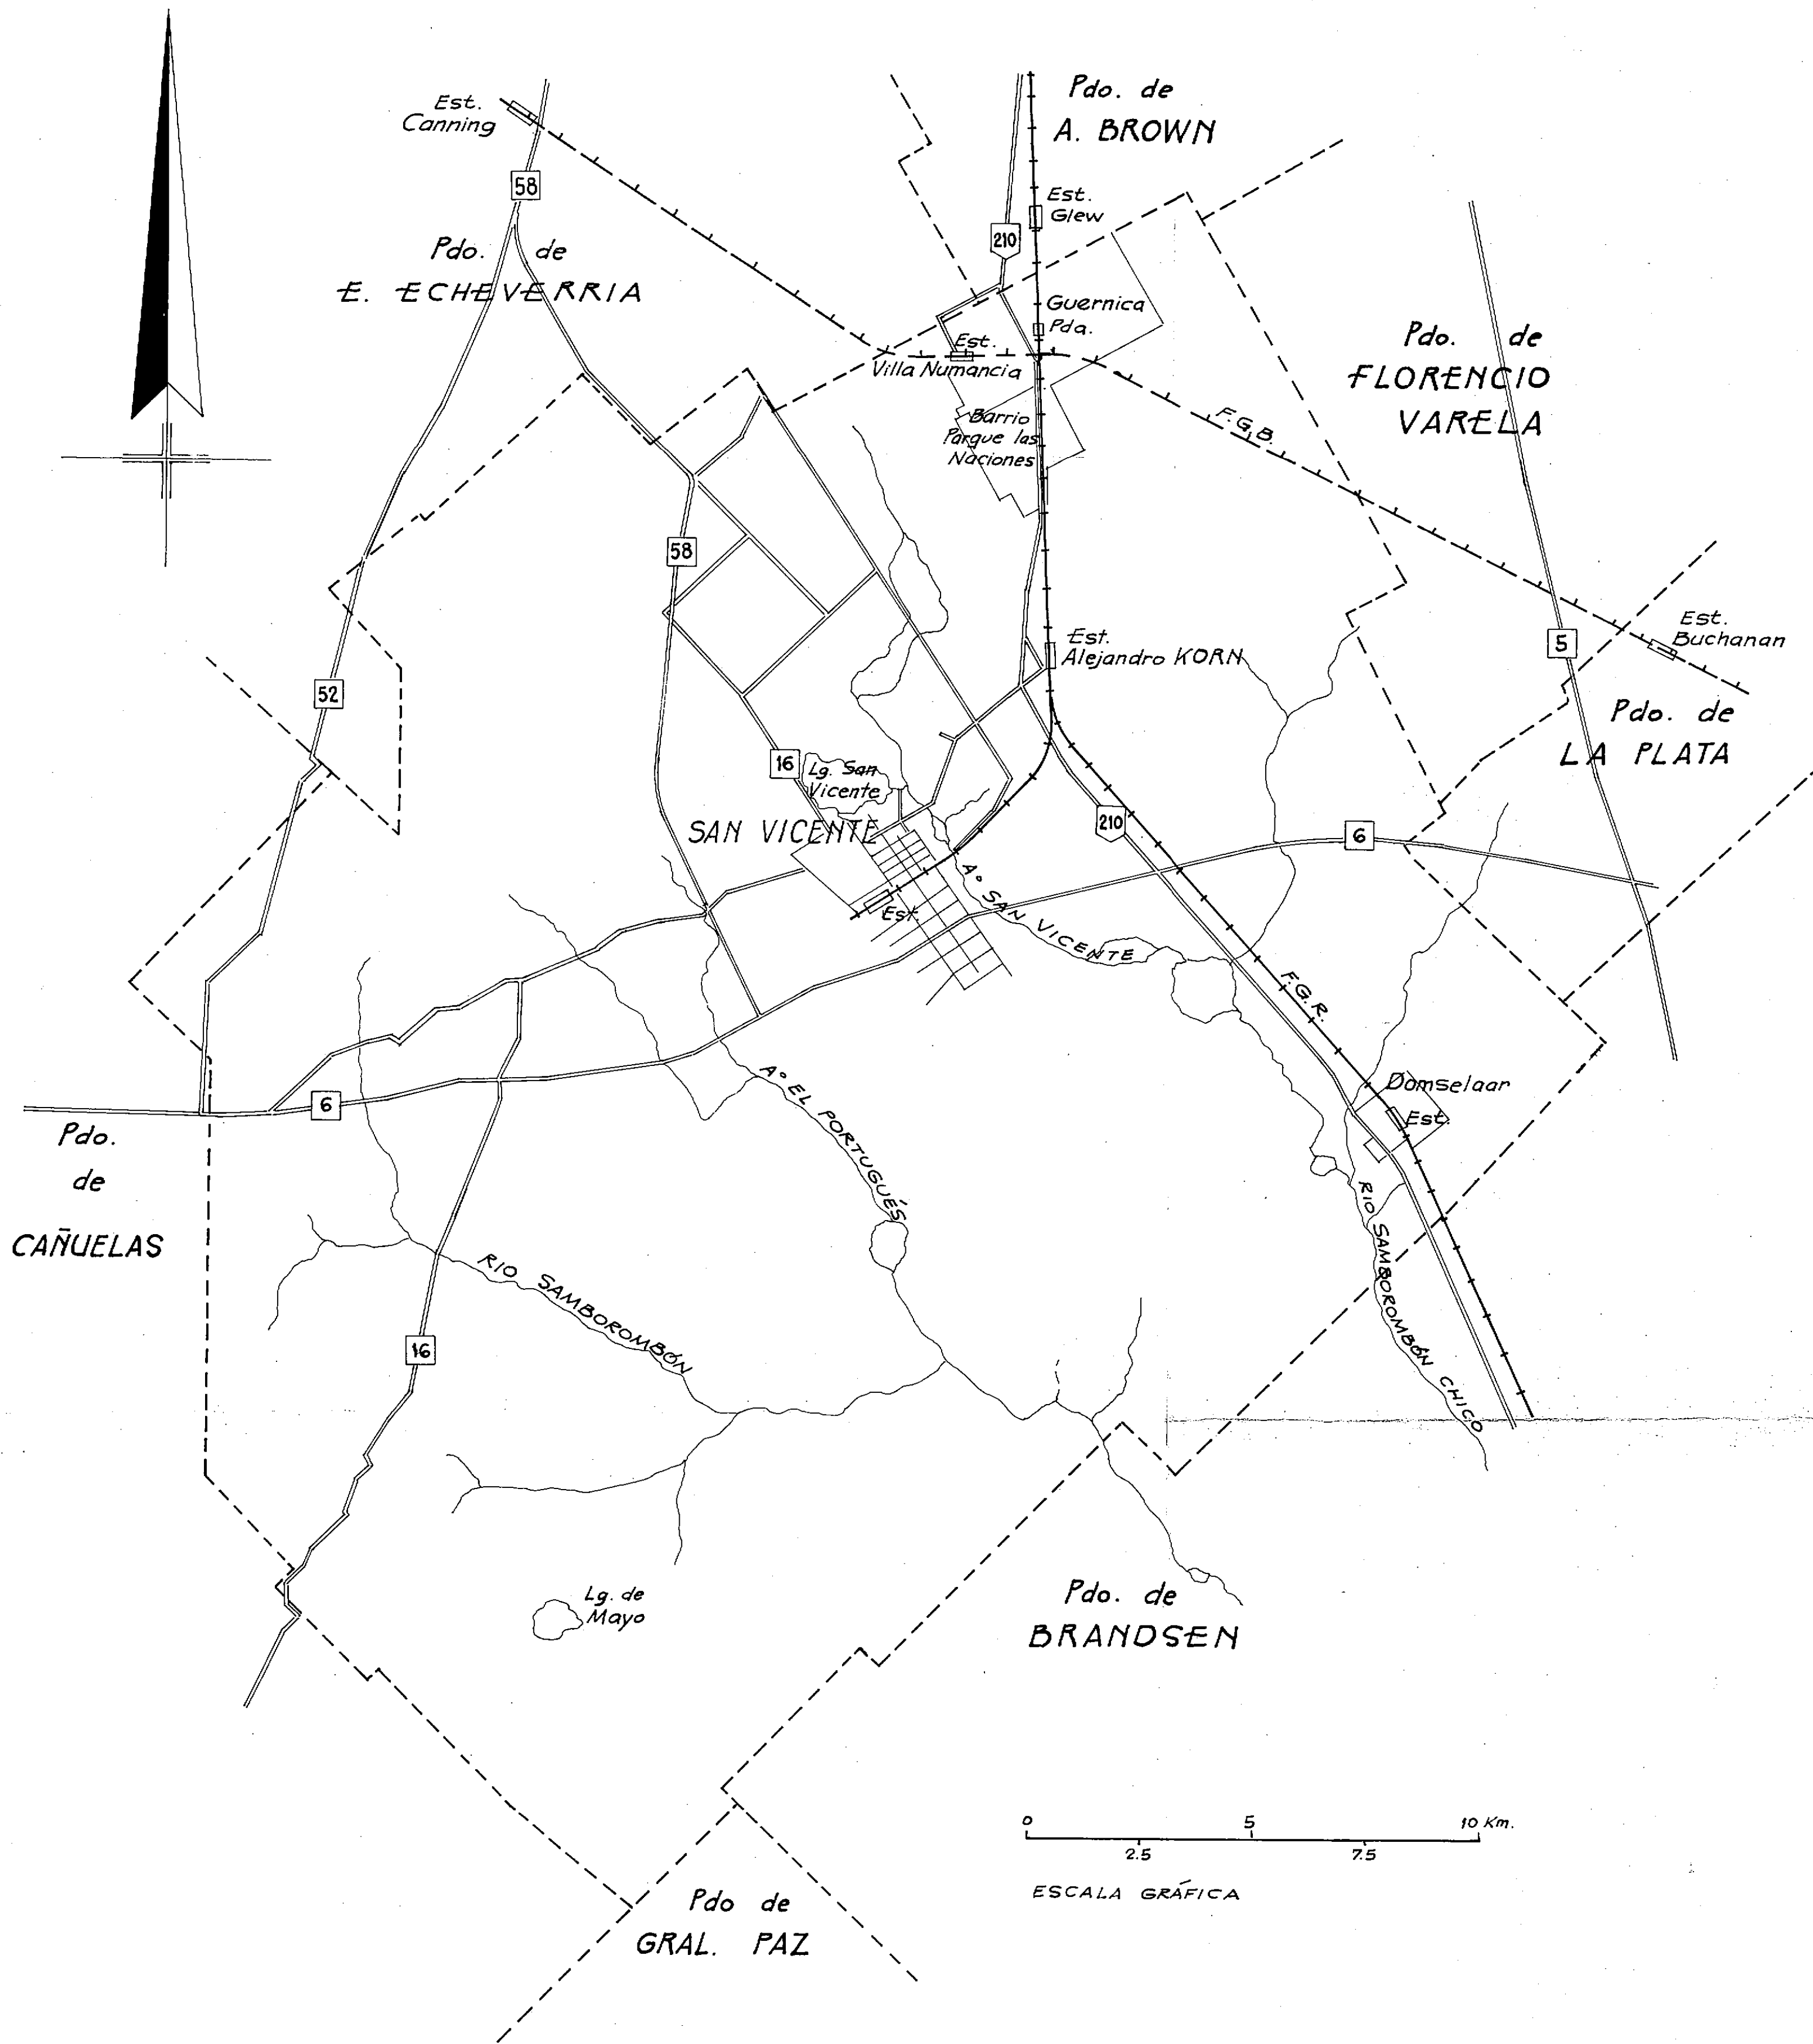 Pdo. de
A. BROWN
Est.
Canning
58
Est.
Glew
210
Pdo. de
E. ECHEVERRIA
Guernica
Pda.
Est.
Villa Numancia
Pdo. de
FLORENCIO
VARELA
Barrio
Parque las
Naciones
F.G.B.
58
Est.
Alejandro KORN
5
Est.
Buchanan
52
Pdo. de
LA PLATA
16
Lg. San
Vicente
SAN VICENTE
210
6
Est.
A° SAN VICENTE
F.G.R.
Domselaar
Est.
6
A° EL PORTUGUÉS
Pdo.
de
CAÑUELAS
RIO SAMBOROMBÓN
RIO SAMBOROMBÓN CHICO
16
Lg. de
Mayo
Pdo. de
BRANDSEN
0 5 10 Km.
2.5 7.5
ESCALA GRÁFICA
Pdo de
GRAL. PAZ